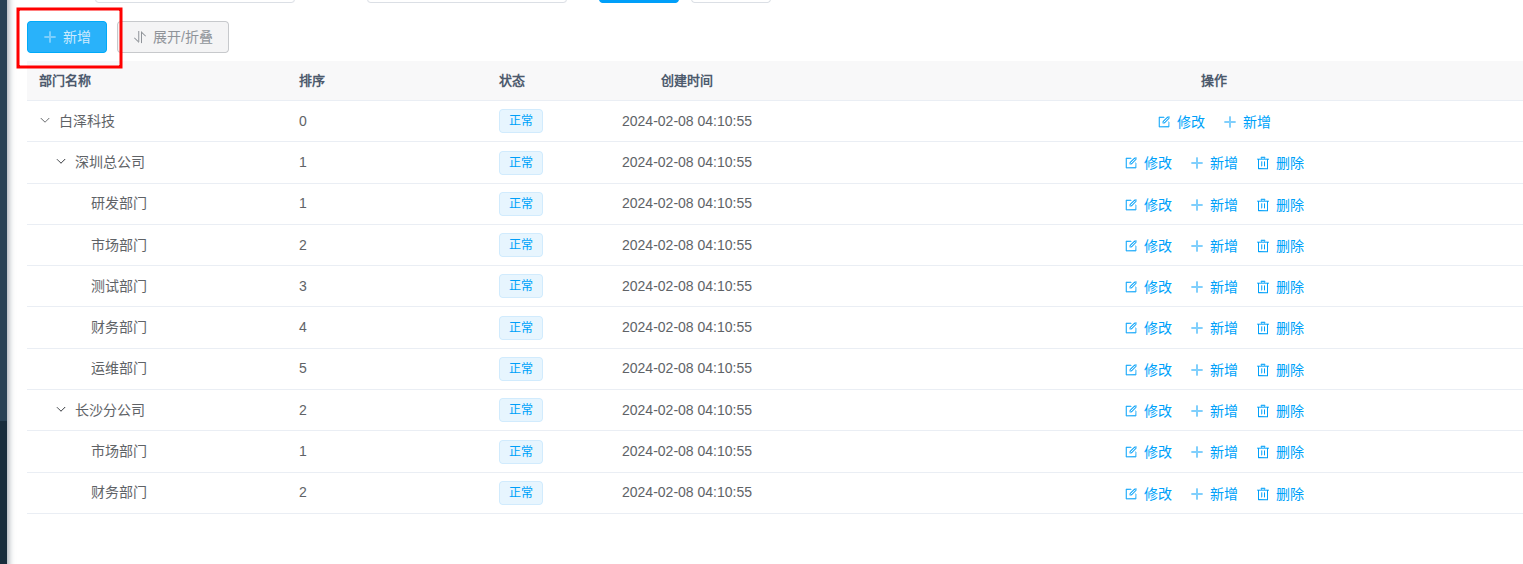 新增 展开/折叠
部门名称 排序 状态 创建时间 操作
白泽科技 0 正常 2024-02-08 04:10:55 修改 新增
深圳总公司 1 正常 2024-02-08 04:10:55 修改 新增 删除
研发部门 1 正常 2024-02-08 04:10:55 修改 新增 删除
市场部门 2 正常 2024-02-08 04:10:55 修改 新增 删除
测试部门 3 正常 2024-02-08 04:10:55 修改 新增 删除
财务部门 4 正常 2024-02-08 04:10:55 修改 新增 删除
运维部门 5 正常 2024-02-08 04:10:55 修改 新增 删除
长沙分公司 2 正常 2024-02-08 04:10:55 修改 新增 删除
市场部门 1 正常 2024-02-08 04:10:55 修改 新增 删除
财务部门 2 正常 2024-02-08 04:10:55 修改 新增 删除